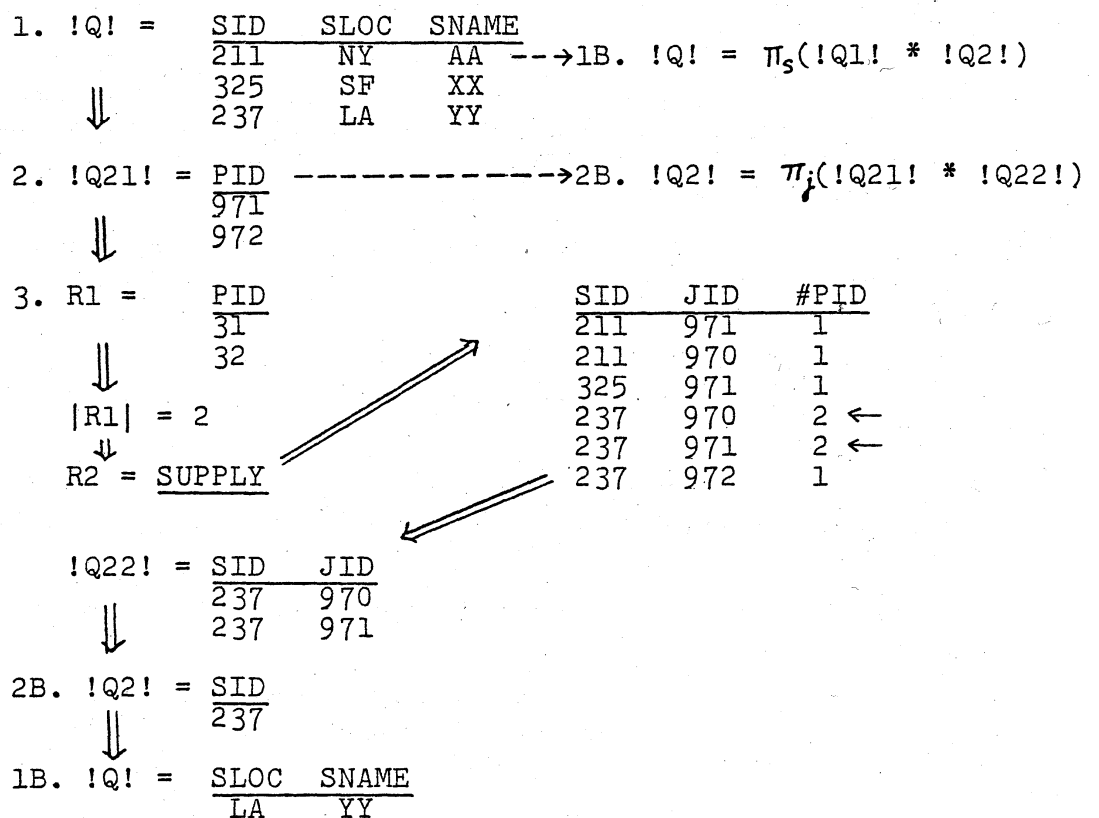 1. !Q! = SID SLOC SNAME
211 NY AA -->1B. !Q! = πs(!Q1! * !Q2!)
325 SF XX
⇓ 237 LA YY
2. !Q21! = PID ------------>2B. !Q2! = πj(!Q21! * !Q22!)
971
⇓ 972
3. R1 = PID SID JID #PID
31 211 971 1
32 211 970 1
⇓ 325 971 1
|R1| = 2 237 970 2 ←
⇓ 237 971 2 ←
R2 = SUPPLY 237 972 1
!Q22! = SID JID
237 970
⇓ 237 971
2B. !Q2! = SID
237
⇓
1B. !Q! = SLOC SNAME
LA YY